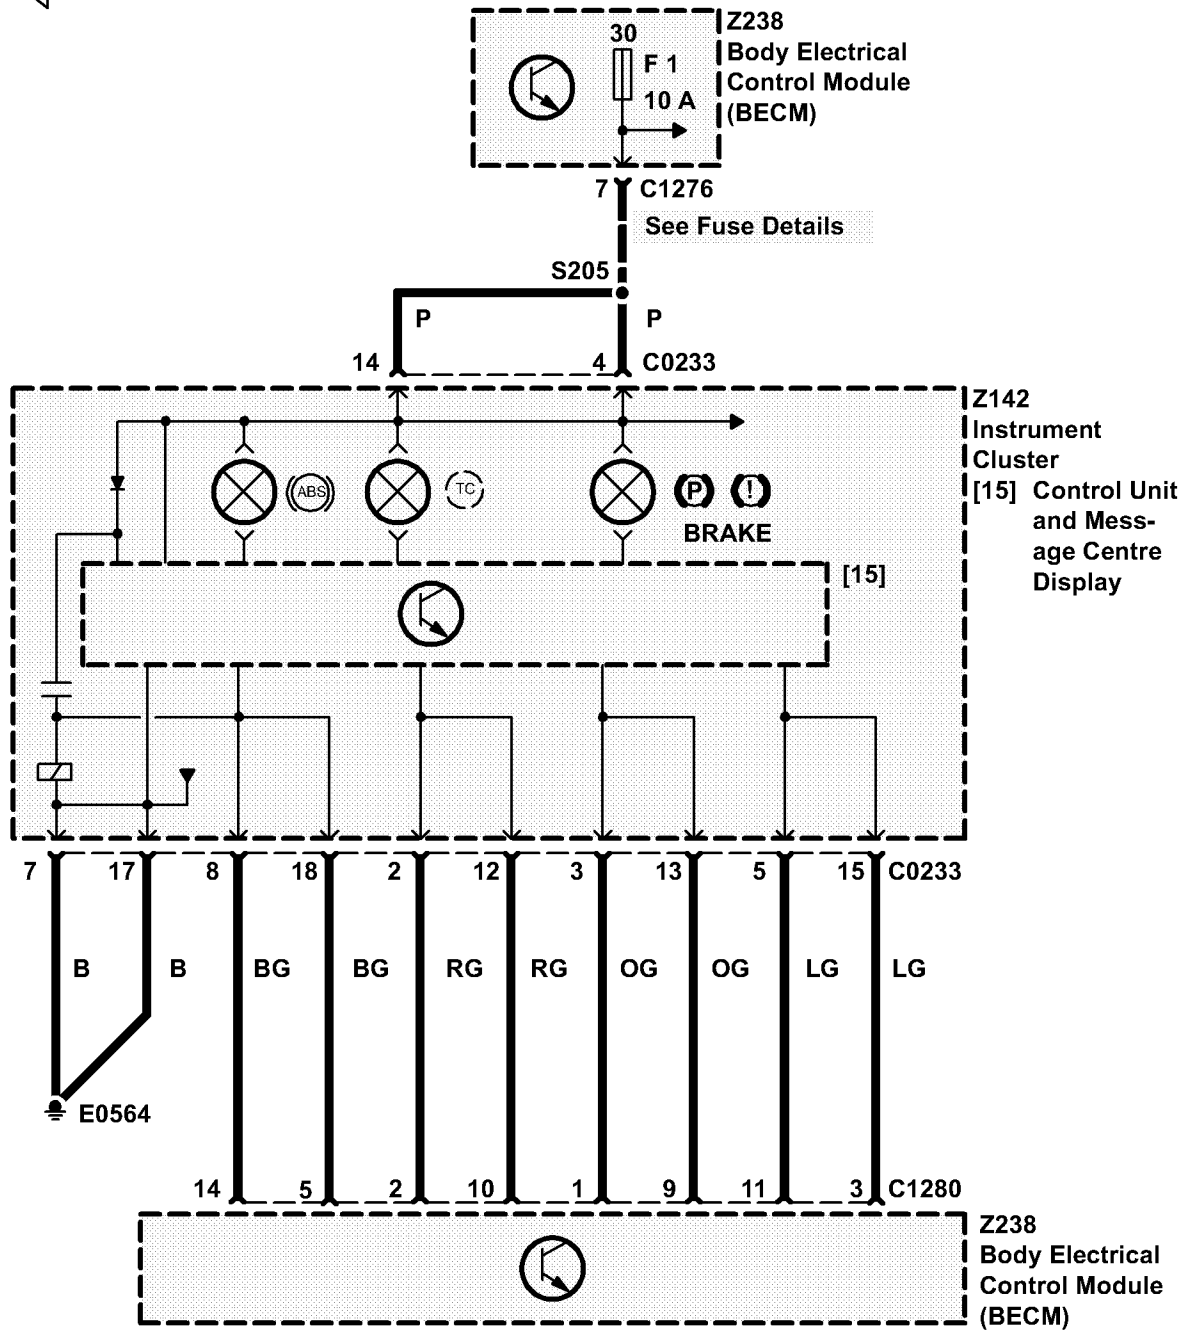 Z238
Body Electrical
Control Module
(BECM)
30
F 1
10 A
7 C1276
See Fuse Details
S205
P P
14 4 C0233
Z142
Instrument
Cluster
[15] Control Unit
and Mess-
age Centre
Display
ABS TC P !
BRAKE
[15]
7 17 8 18 2 12 3 13 5 15 C0233
B B BG BG RG RG OG OG LG LG
E0564
14 5 2 10 1 9 11 3 C1280
Z238
Body Electrical
Control Module
(BECM)